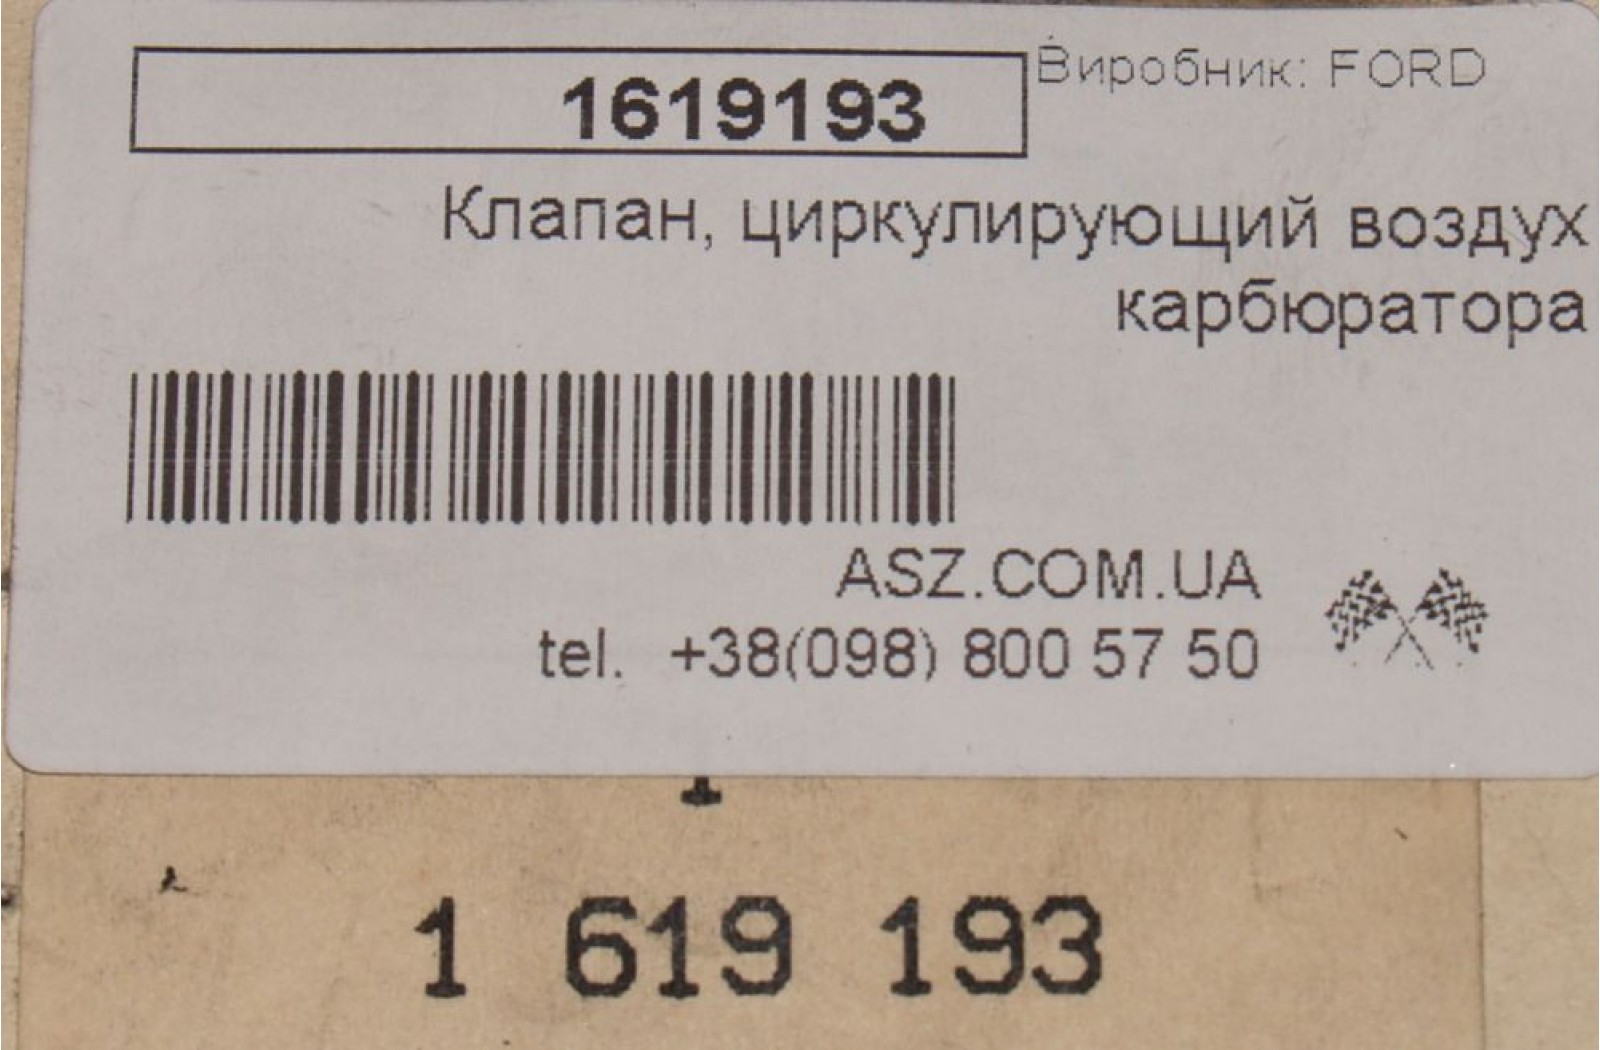 1619193
Виробник: FORD
Клапан, циркулирующий воздух
карбюратора
ASZ.COM.UA
tel. +38(098) 800 57 50
1 619 193